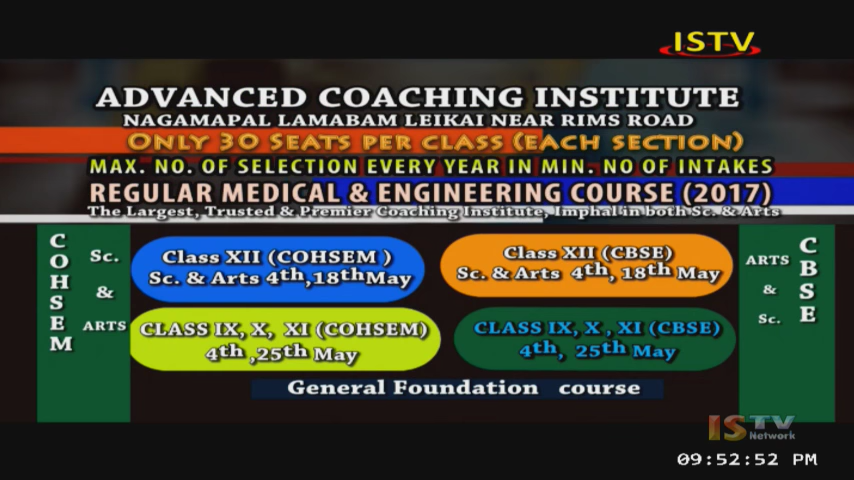 ISTV
ADVANCED COACHING INSTITUTE
NAGAMAPAL LAMABAM LEIKAI NEAR RIMS ROAD
ONLY 30 SEATS PER CLASS (EACH SECTION)
MAX. NO. OF SELECTION EVERY YEAR IN MIN. NO OF INTAKES
REGULAR MEDICAL & ENGINEERING COURSE (2017)
The Largest, Trusted & Premier Coaching Institute, Imphal in both Sc. & Arts
COHSEM
Sc.
&
ARTS
Class XII (COHSEM )
Sc. & Arts 4th,18thMay
Class XII (CBSE)
Sc. & Arts 4th, 18th May
CLASS IX, X, XI (COHSEM)
4th ,25th May
CLASS IX, X , XI (CBSE)
4th, 25th May
ARTS
&
Sc.
CBSE
General Foundation course
ISTV
Network
09:52:52 PM